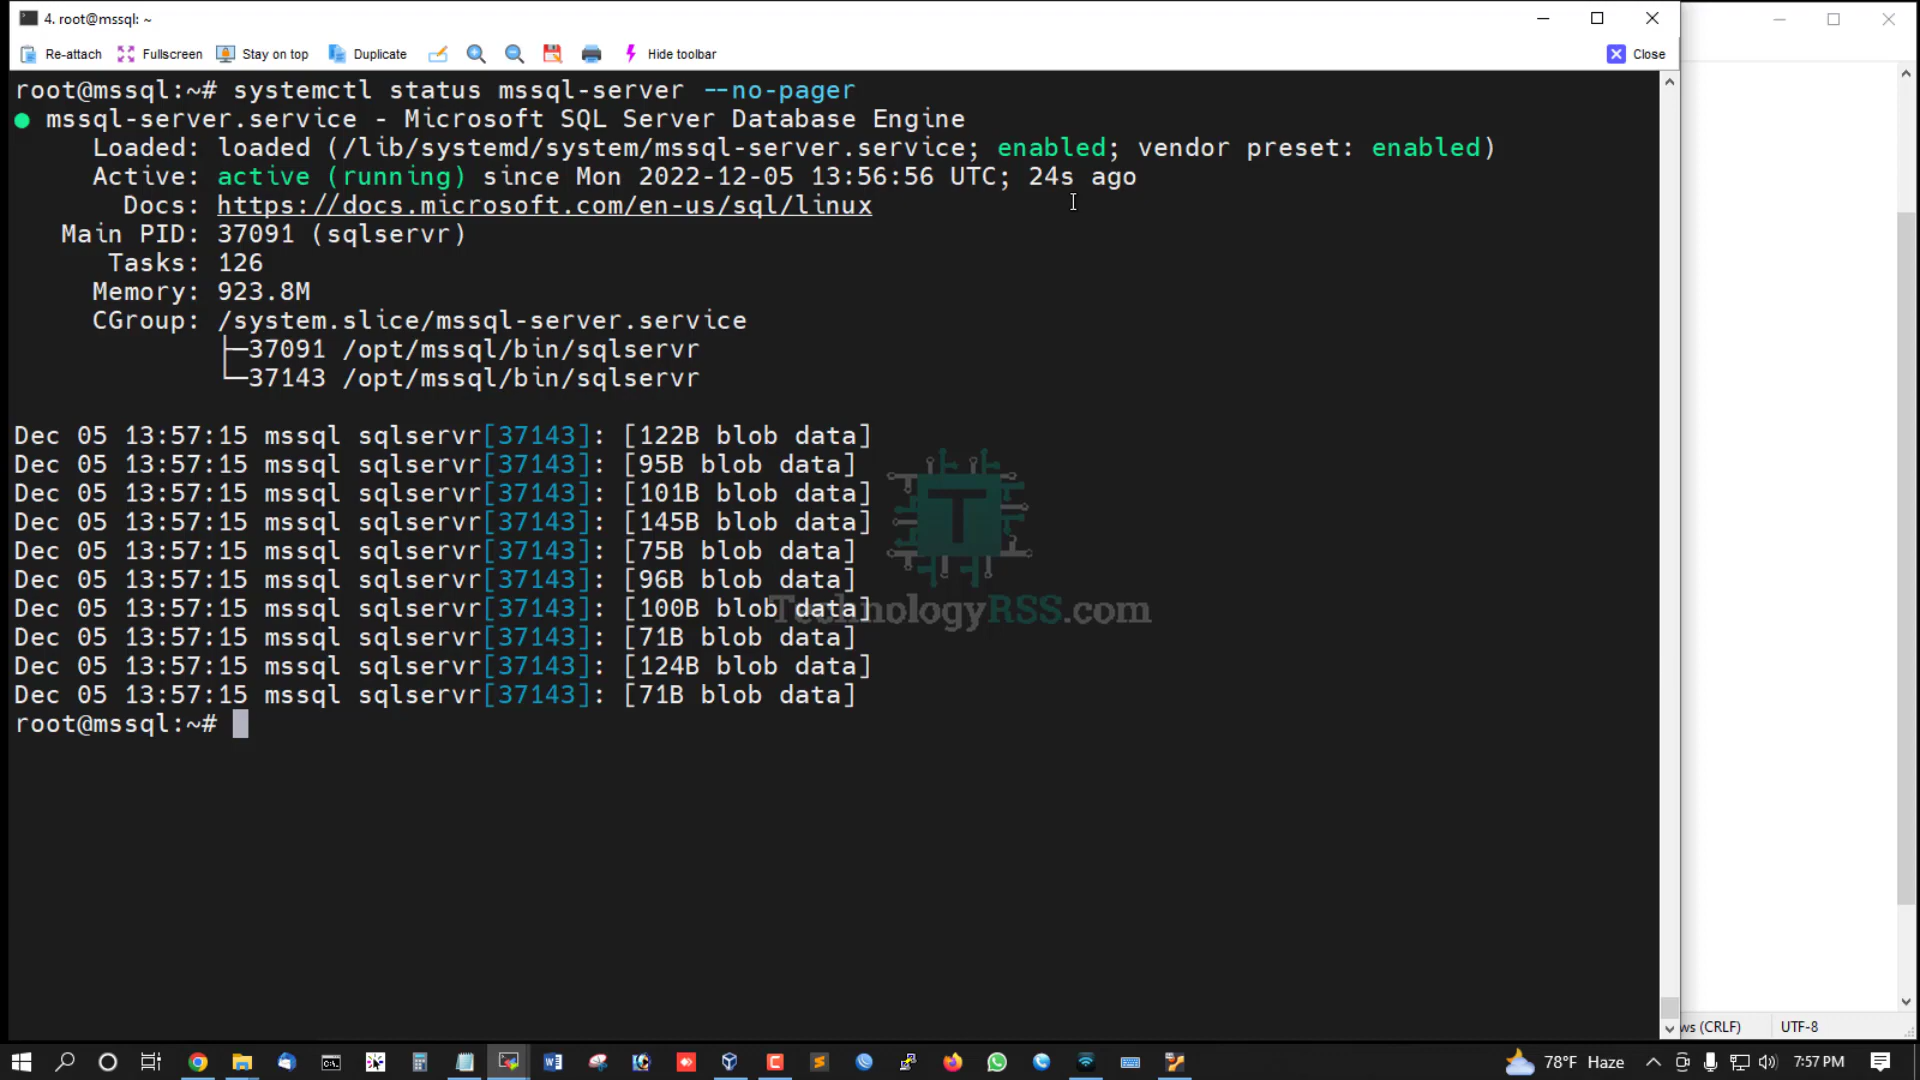 4. root@mssql: ~
Re-attach Fullscreen Stay on top Duplicate Hide toolbar Close
root@mssql:~# systemctl status mssql-server --no-pager
● mssql-server.service - Microsoft SQL Server Database Engine
Loaded: loaded (/lib/systemd/system/mssql-server.service; enabled; vendor preset: enabled)
Active: active (running) since Mon 2022-12-05 13:56:56 UTC; 24s ago
Docs: https://docs.microsoft.com/en-us/sql/linux
Main PID: 37091 (sqlservr)
Tasks: 126
Memory: 923.8M
CGroup: /system.slice/mssql-server.service
├─37091 /opt/mssql/bin/sqlservr
└─37143 /opt/mssql/bin/sqlservr
Dec 05 13:57:15 mssql sqlservr[37143]: [122B blob data]
Dec 05 13:57:15 mssql sqlservr[37143]: [95B blob data]
Dec 05 13:57:15 mssql sqlservr[37143]: [101B blob data]
Dec 05 13:57:15 mssql sqlservr[37143]: [145B blob data]
Dec 05 13:57:15 mssql sqlservr[37143]: [75B blob data]
Dec 05 13:57:15 mssql sqlservr[37143]: [96B blob data]
Dec 05 13:57:15 mssql sqlservr[37143]: [100B blob data]
Dec 05 13:57:15 mssql sqlservr[37143]: [71B blob data]
Dec 05 13:57:15 mssql sqlservr[37143]: [124B blob data]
Dec 05 13:57:15 mssql sqlservr[37143]: [71B blob data]
root@mssql:~#
TechnologyRSS.com
ws (CRLF) UTF-8
78°F Haze 7:57 PM